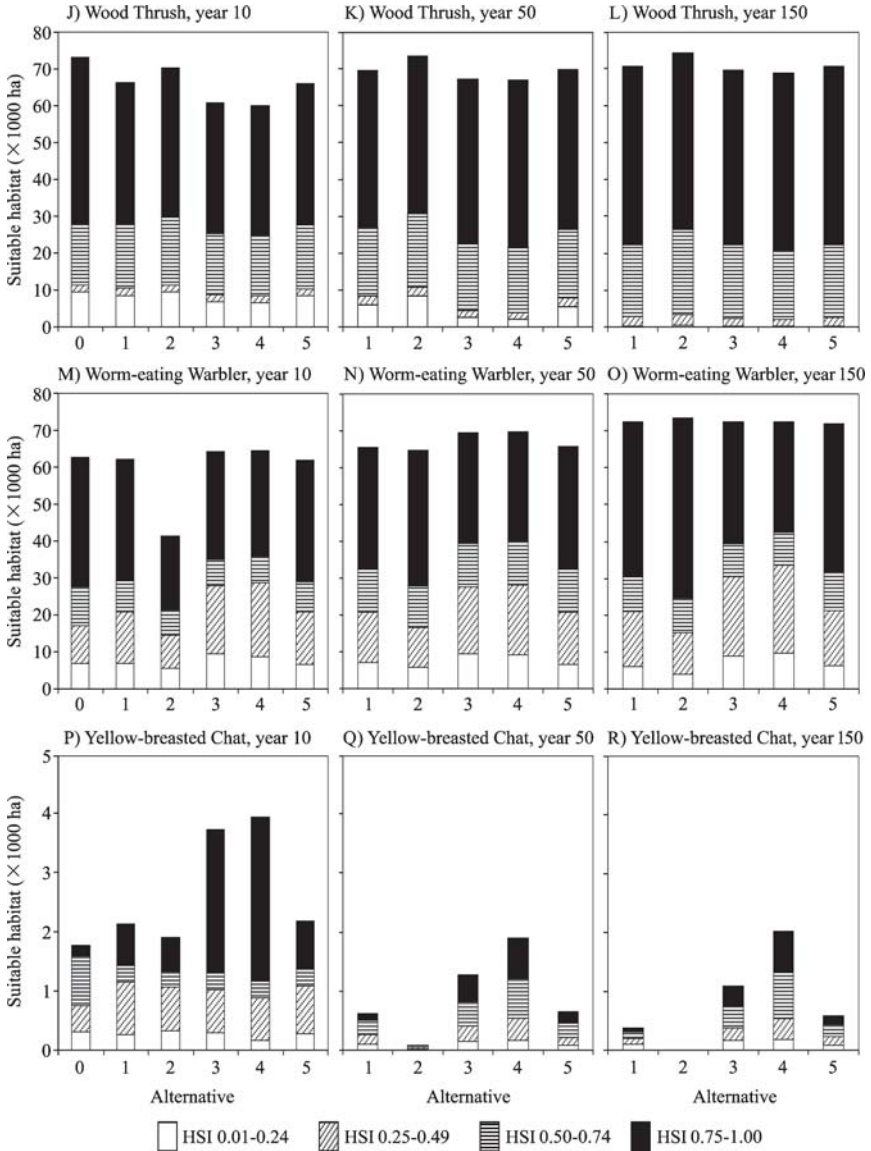 J) Wood Thrush, year 10 K) Wood Thrush, year 50 L) Wood Thrush, year 150
Suitable habitat (×1000 ha)
80
70
60
50
40
30
20
10
0
0 1 2 3 4 5 1 2 3 4 5 1 2 3 4 5
M) Worm-eating Warbler, year 10 N) Worm-eating Warbler, year 50 O) Worm-eating Warbler, year 150
Suitable habitat (×1000 ha)
80
70
60
50
40
30
20
10
0
0 1 2 3 4 5 1 2 3 4 5 1 2 3 4 5
P) Yellow-breasted Chat, year 10 Q) Yellow-breasted Chat, year 50 R) Yellow-breasted Chat, year 150
Suitable habitat (×1000 ha)
5
4
3
2
1
0
0 1 2 3 4 5 1 2 3 4 5 1 2 3 4 5
Alternative Alternative Alternative
HSI 0.01-0.24 HSI 0.25-0.49 HSI 0.50-0.74 HSI 0.75-1.00